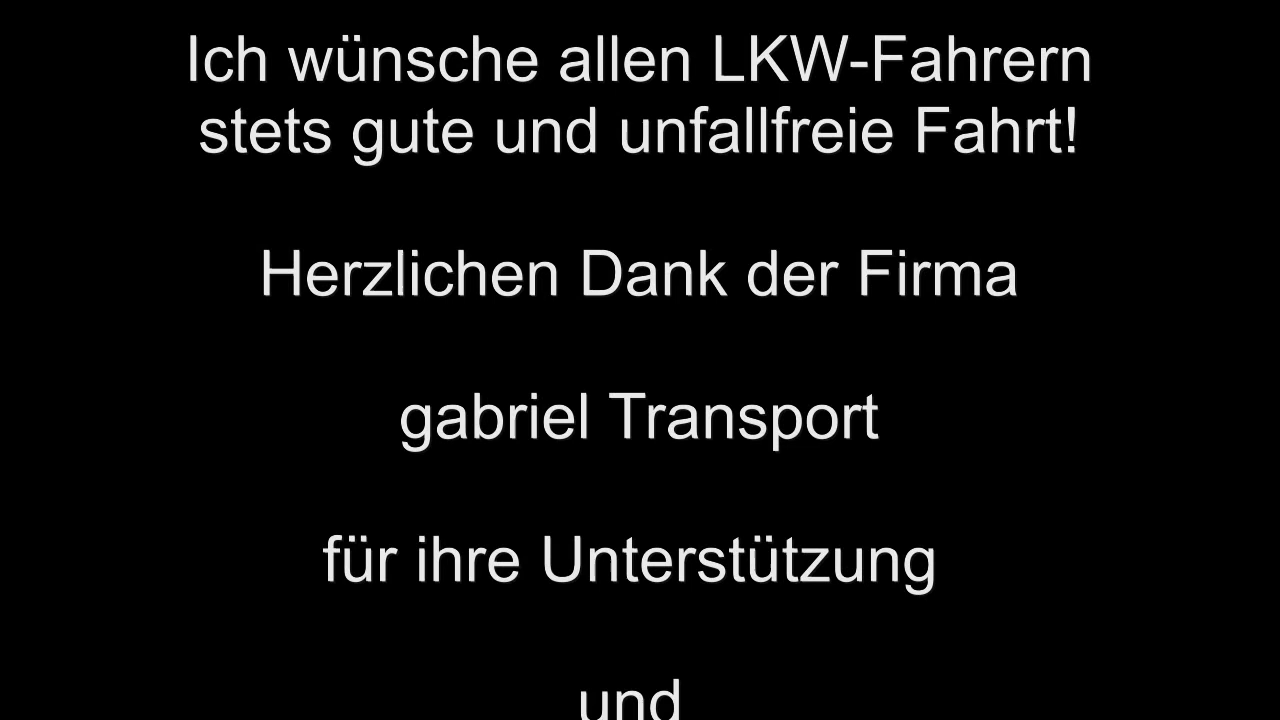 Ich wünsche allen LKW-Fahrern
stets gute und unfallfreie Fahrt!
Herzlichen Dank der Firma
gabriel Transport
für ihre Unterstützung
und